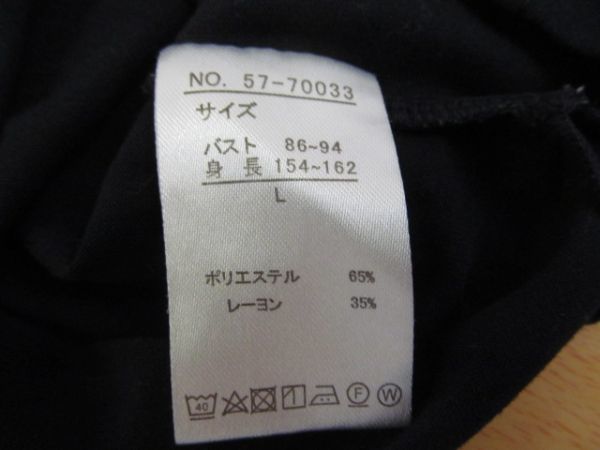 NO. 57-70033
サイズ
バスト 86~94
身長 154~162
L
ポリエステル 65%
レーヨン 35%
40 F W